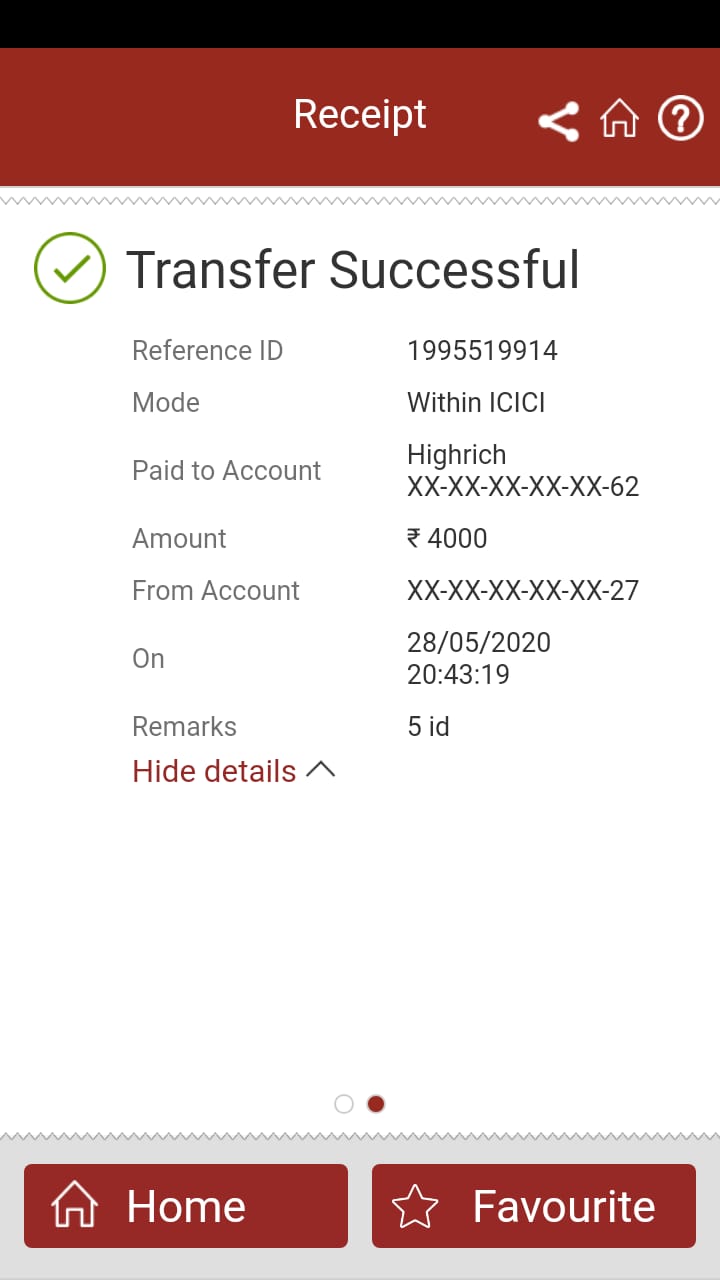 Receipt
Transfer Successful
Reference ID 1995519914
Mode Within ICICI
Paid to Account Highrich
XX-XX-XX-XX-XX-62
Amount ₹ 4000
From Account XX-XX-XX-XX-XX-27
On 28/05/2020
20:43:19
Remarks 5 id
Hide details
Home Favourite